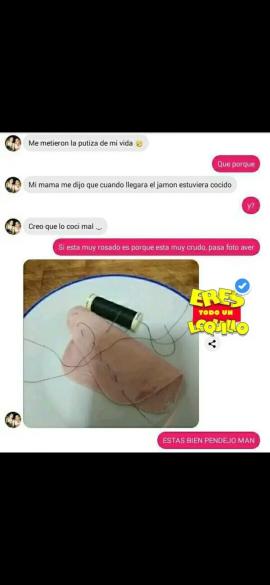 Me metieron la putiza de mi vida 🤣
Que porque
Mi mama me dijo que cuando llegara el jamon estuviera cocido
y?
Creo que lo coci mal ._.
Si esta muy rosado es porque esta muy crudo, pasa foto aver
ERES
TODO UN
LOQUILLO
ESTAS BIEN PENDEJO MAN